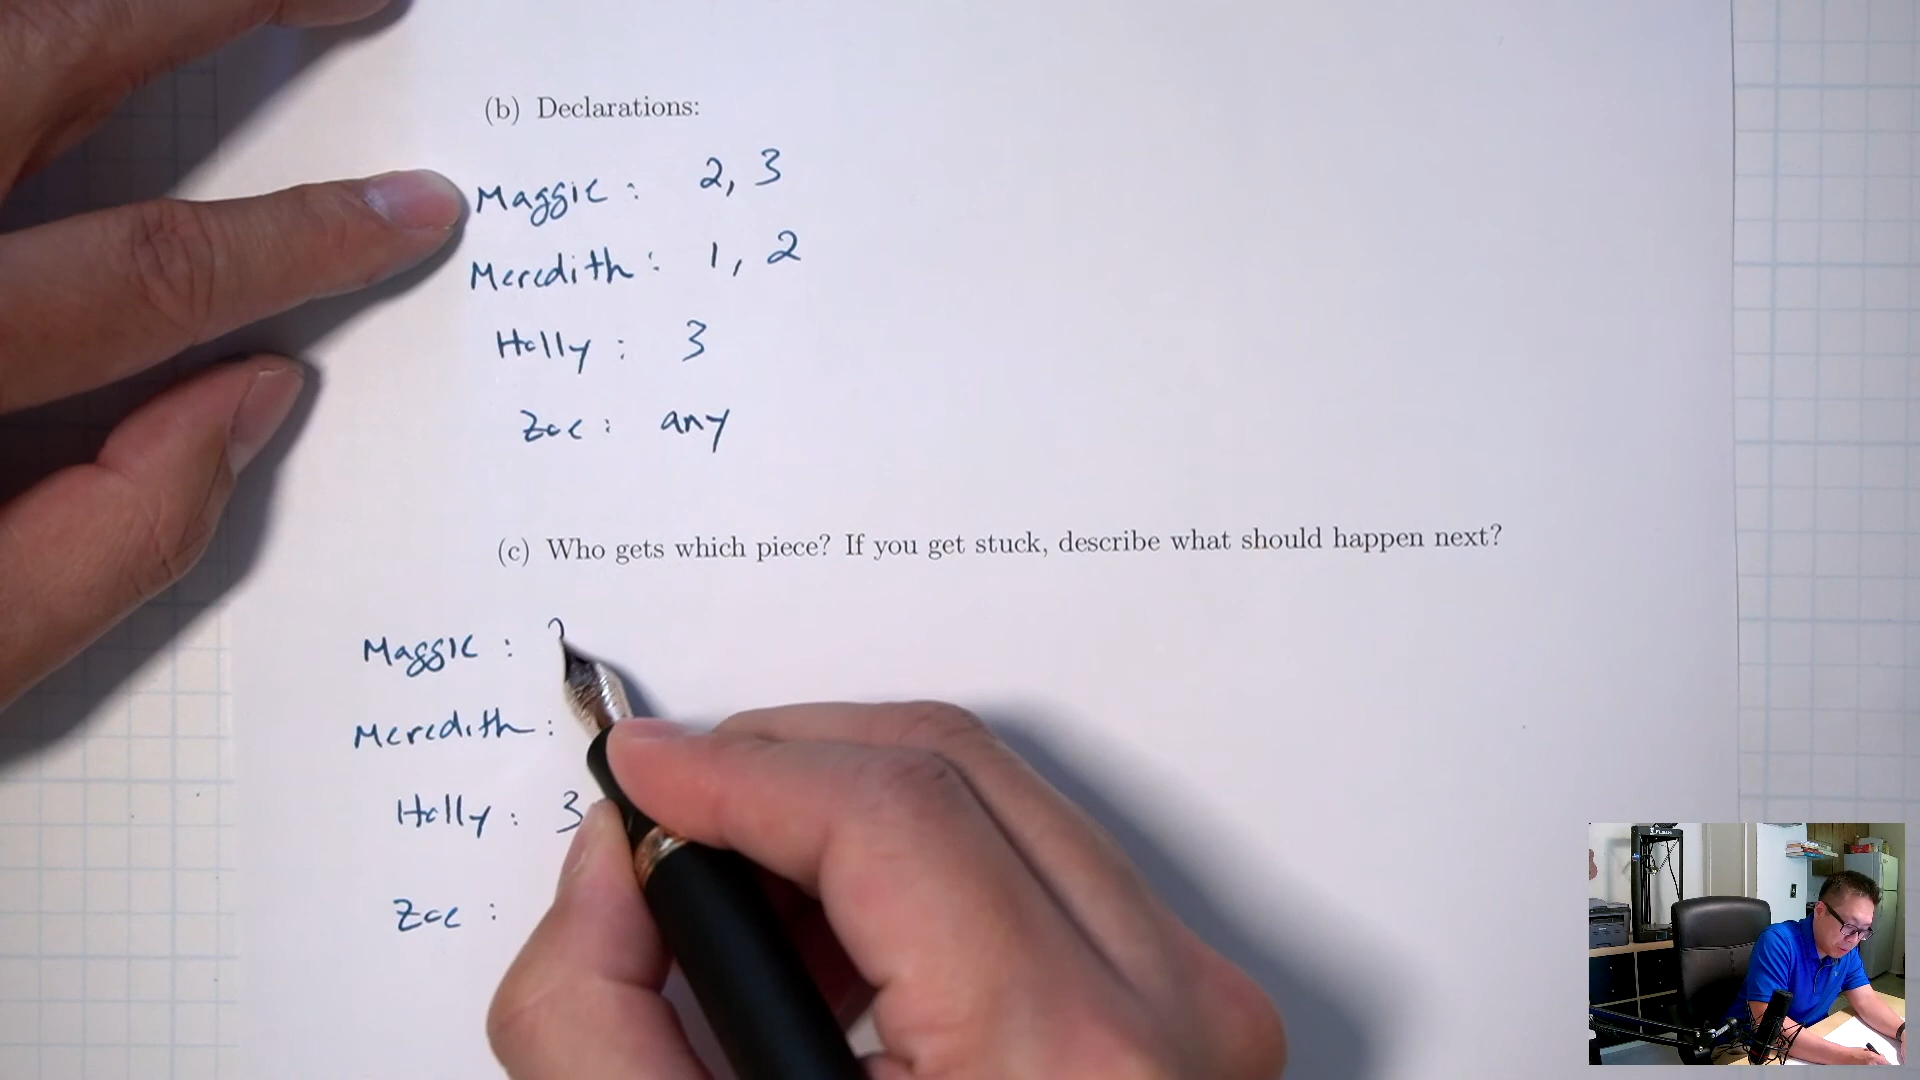 (b) Declarations:
Maggie: 2, 3
Meredith: 1, 2
Holly: 3
Zoe: any
(c) Who gets which piece? If you get stuck, describe what should happen next?
Maggie: 2
Meredith:
Holly: 3
Zoe: